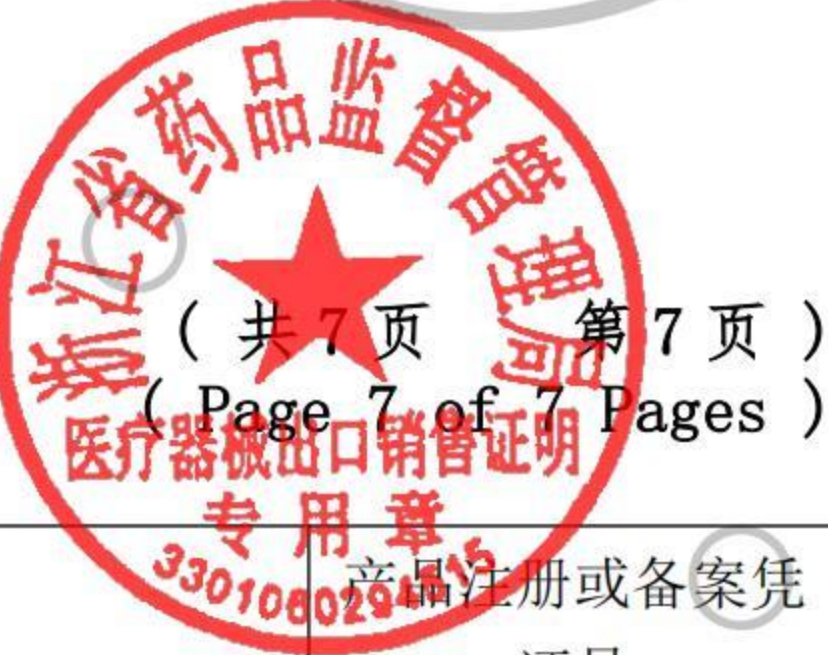 浙江省药品监督管理局
( 共 7 页 第 7 页 )
( Page 7 of 7 Pages )
医疗器械出口销售证明
专用章
产品注册或备案凭